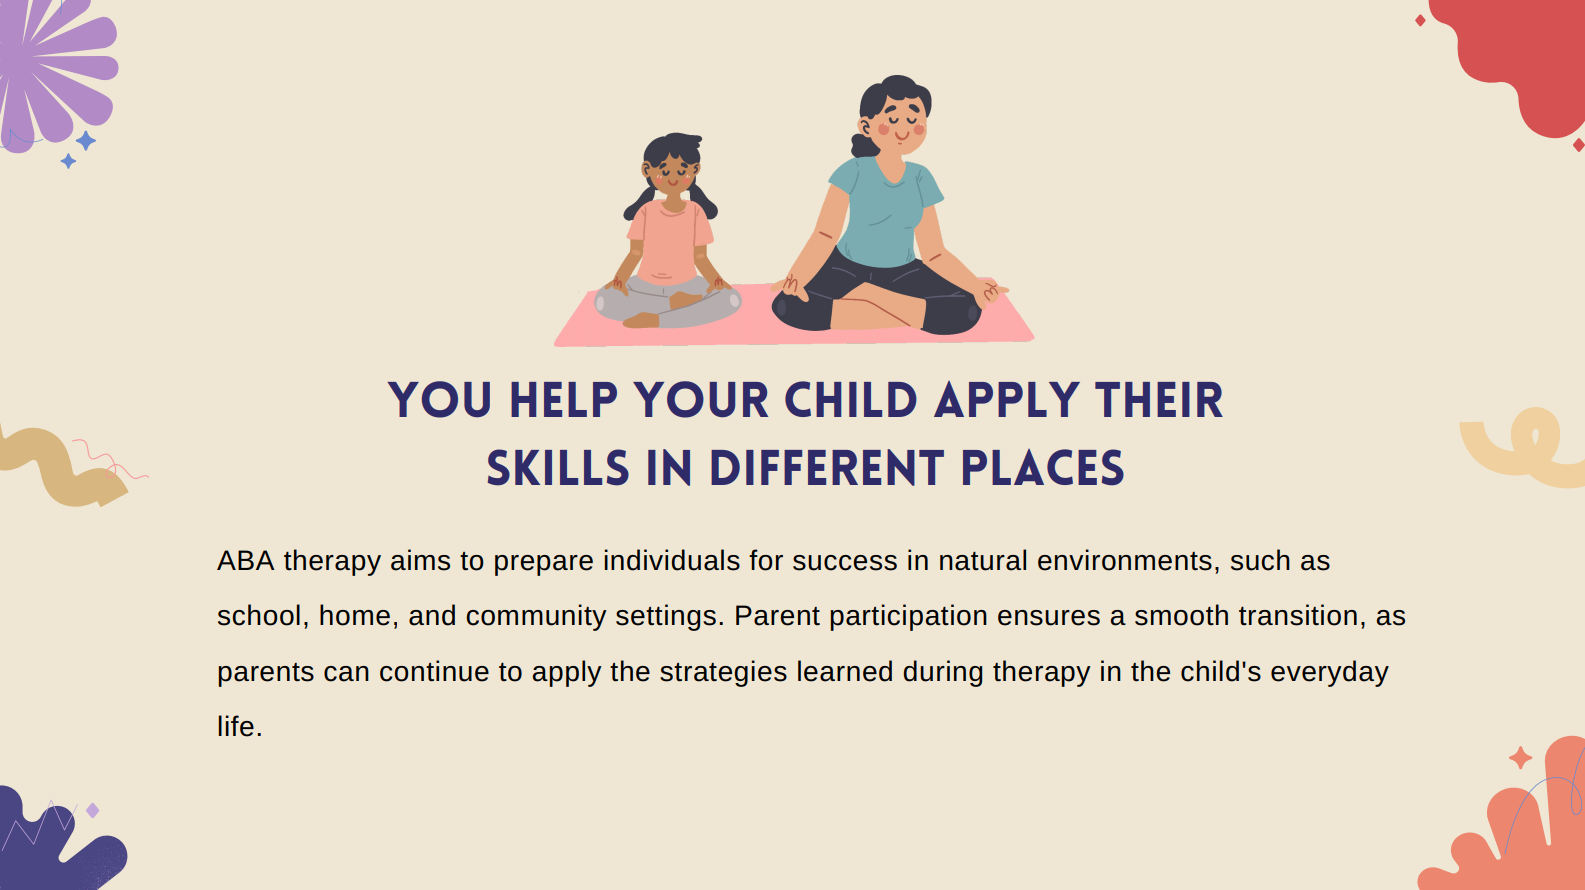 YOU HELP YOUR CHILD APPLY THEIR
SKILLS IN DIFFERENT PLACES
ABA therapy aims to prepare individuals for success in natural environments, such as
school, home, and community settings. Parent participation ensures a smooth transition, as
parents can continue to apply the strategies learned during therapy in the child's everyday
life.